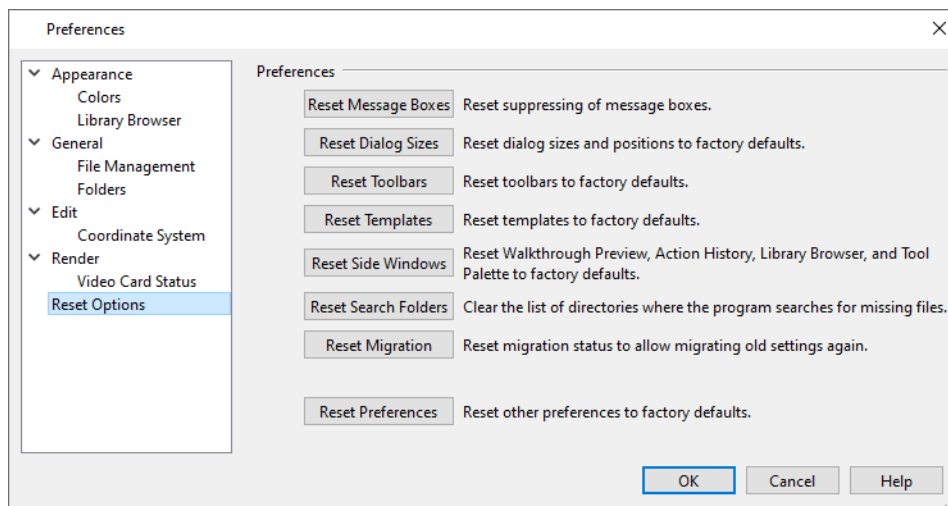 Preferences
Appearance
Colors
Library Browser
General
File Management
Folders
Edit
Coordinate System
Render
Video Card Status
Reset Options
Preferences
Reset Message Boxes Reset suppressing of message boxes.
Reset Dialog Sizes Reset dialog sizes and positions to factory defaults.
Reset Toolbars Reset toolbars to factory defaults.
Reset Templates Reset templates to factory defaults.
Reset Side Windows Reset Walkthrough Preview, Action History, Library Browser, and Tool
Palette to factory defaults.
Reset Search Folders Clear the list of directories where the program searches for missing files.
Reset Migration Reset migration status to allow migrating old settings again.
Reset Preferences Reset other preferences to factory defaults.
OK Cancel Help